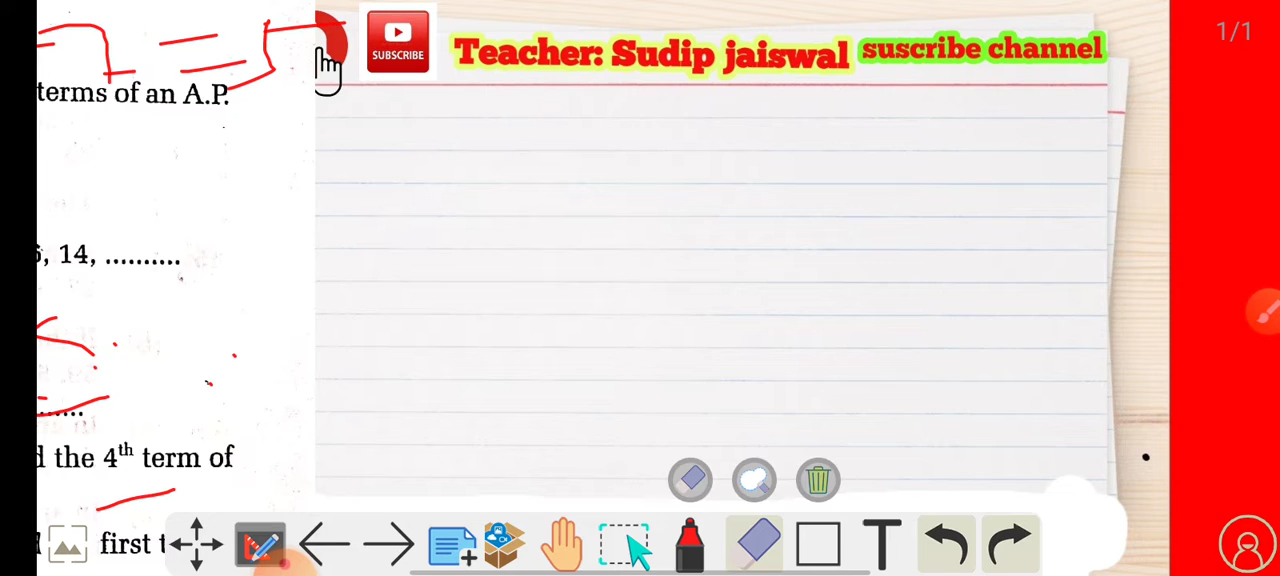 1/1
SUBSCRIBE
Teacher: Sudip jaiswal suscribe channel
terms of an A.P.
, 14, ..........
......
the 4th term of
first
T